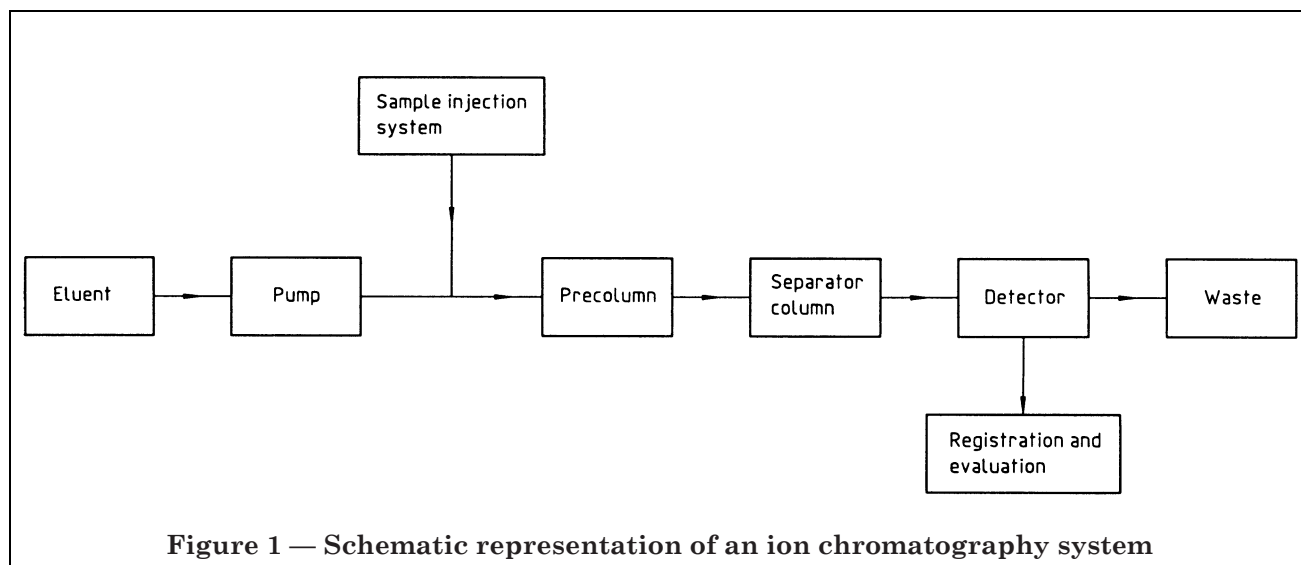 Sample injection
system
Eluent
Pump
Precolumn
Separator
column
Detector
Waste
Registration and
evaluation
Figure 1 — Schematic representation of an ion chromatography system